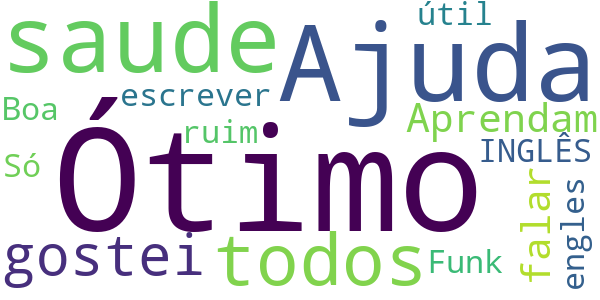 saude
Ajuda
útil
Boa
escrever
Aprendam
ruim
Só
Ótimo
INGLÊS
falar
engles
gostei
todos
Funk